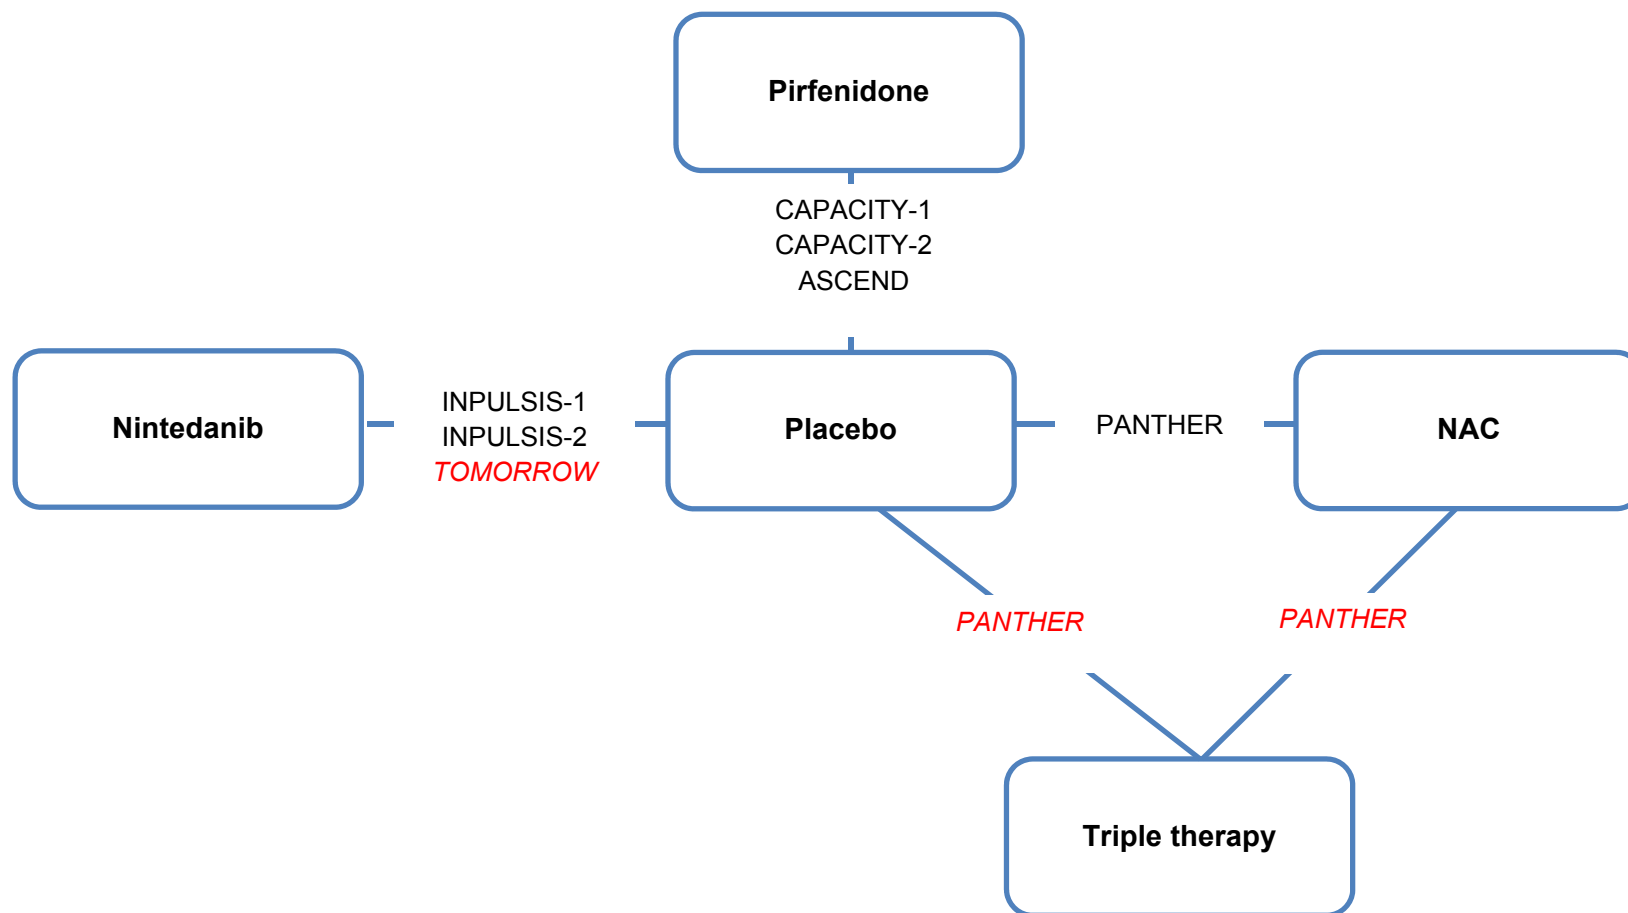 Pirfenidone
CAPACITY-1
CAPACITY-2
ASCEND
Nintedanib
INPULSIS-1
INPULSIS-2
TOMORROW
Placebo
PANTHER
NAC
PANTHER
PANTHER
Triple therapy